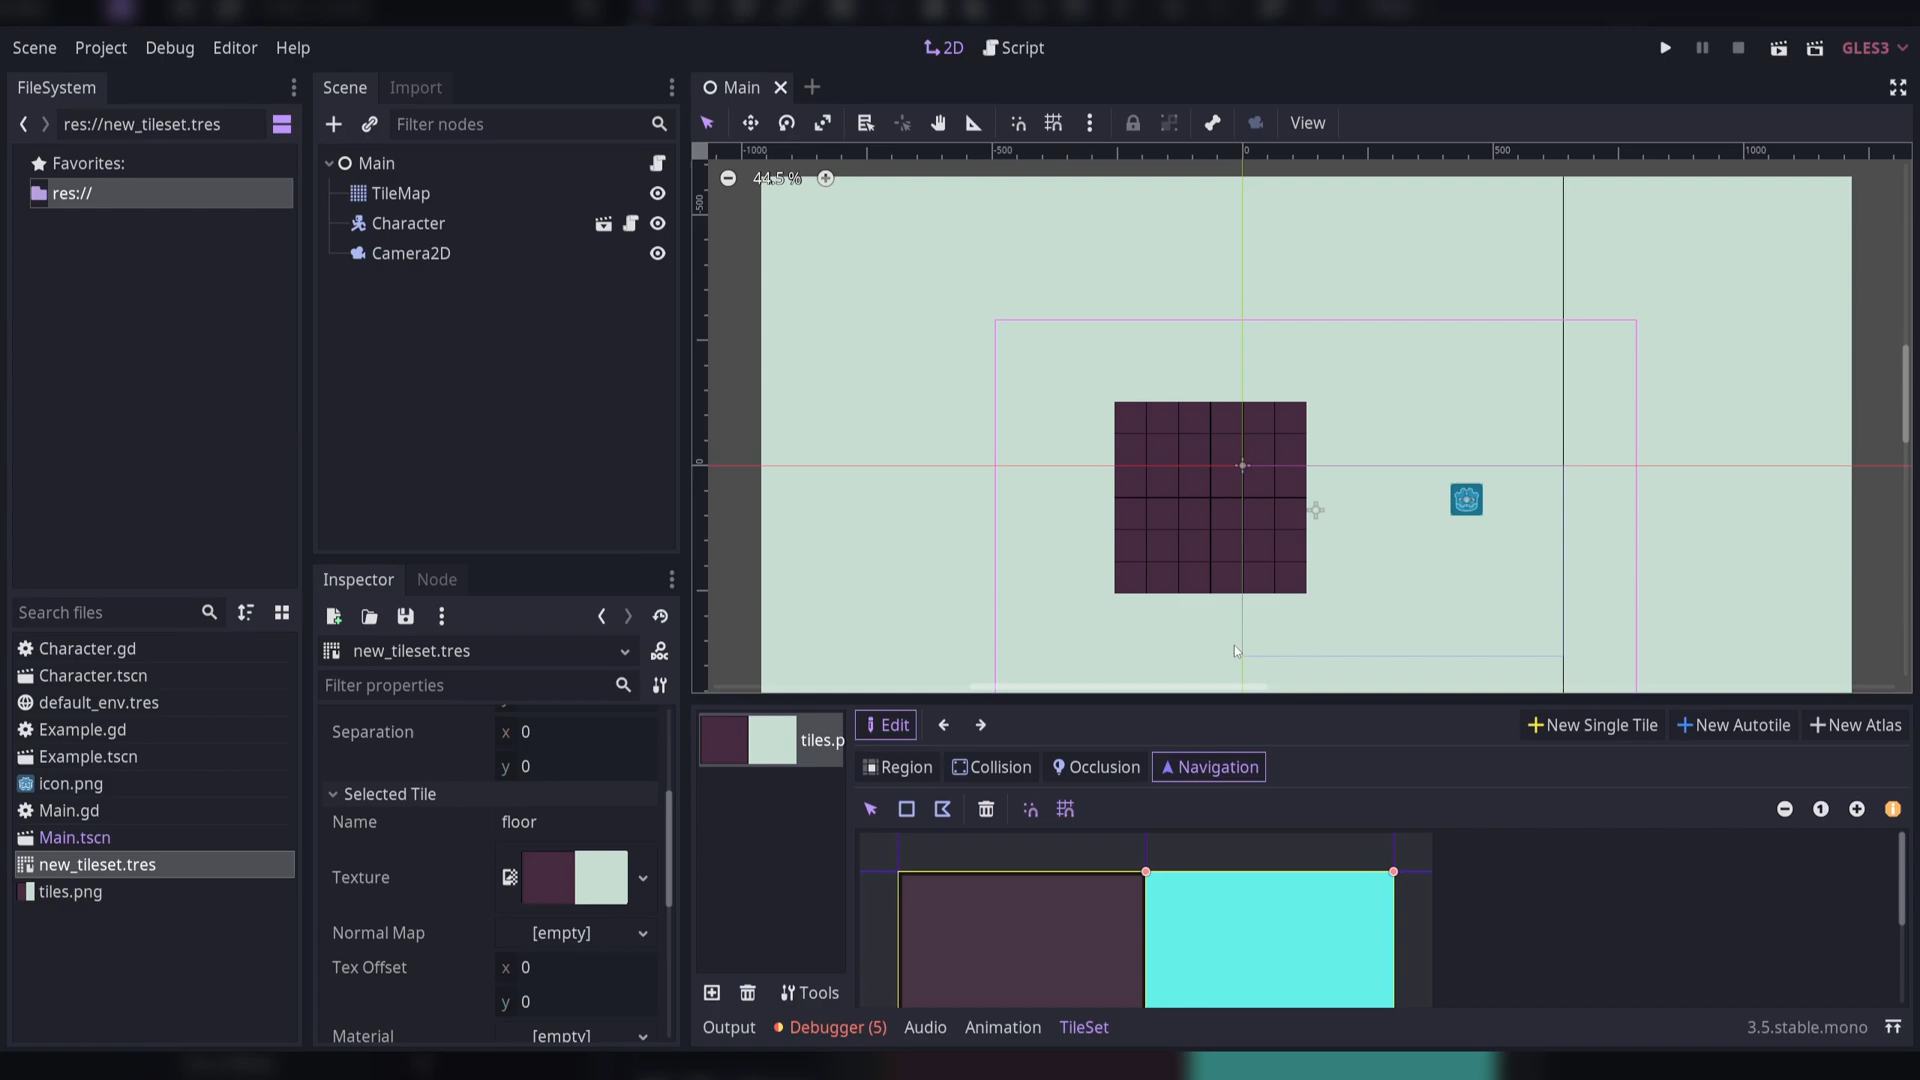 Scene Project Debug Editor Help
2D Script
GLES3
FileSystem
res://new_tileset.tres
Favorites:
res://
Search files
Character.gd
Character.tscn
default_env.tres
Example.gd
Example.tscn
icon.png
Main.gd
Main.tscn
new_tileset.tres
tiles.png
Scene Import
Filter nodes
Main
TileMap
Character
Camera2D
Inspector Node
new_tileset.tres
Filter properties
Separation x 0
y 0
Selected Tile
Name floor
Texture
Normal Map [empty]
Tex Offset x 0
y 0
Material [empty]
Main
View
-1000 -500 0 500 1000
-500
0
44.5 %
tiles.p
Edit
New Single Tile New Autotile New Atlas
Region Collision Occlusion Navigation
1
Tools
Output Debugger (5) Audio Animation TileSet
3.5.stable.mono